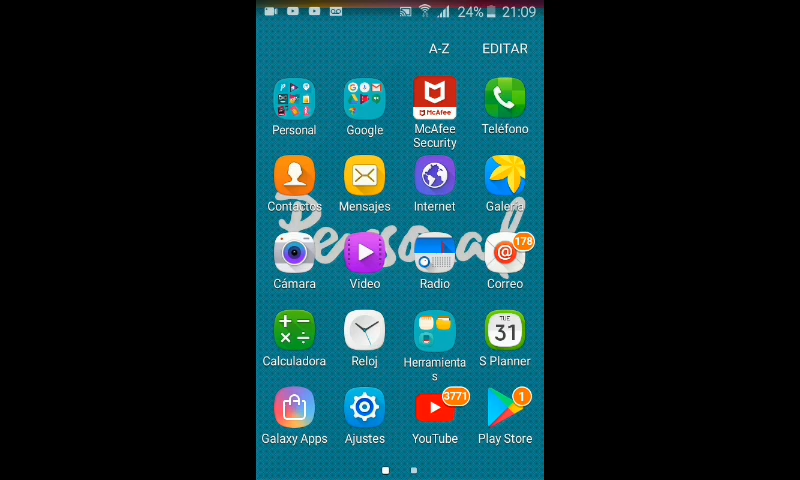 24% 21:09
A-Z EDITAR
McAfee
Personal Google McAfee Security Teléfono
Contactos Mensajes Internet Galería
Personal
178
Cámara Video Radio Correo
TUE
31
Calculadora Reloj Herramientas S Planner
3771 1
Galaxy Apps Ajustes YouTube Play Store